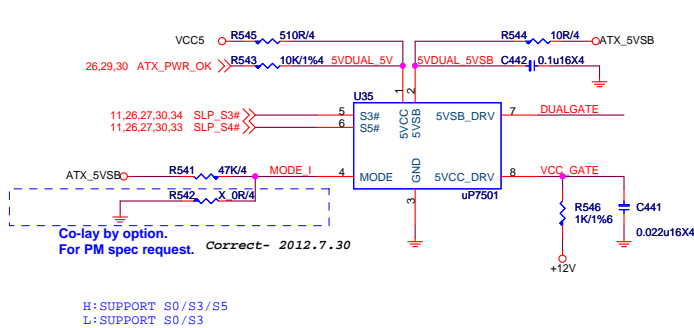 VCC5 R545 510R/4 R544 10R/4 ATX_5VSB
26,29,30 ATX_PWR_OK R543 10K/1%4 5VDUAL_5V 5VDUAL_5VSB C442 0.1u16X4
1 2
U35
11,26,27,30,34 SLP_S3# 5 S3# 5VCC 5VSB 5VSB_DRV 7 DUALGATE
11,26,27,30,33 SLP_S4# 6 S5#
ATX_5VSB R541 47K/4 MODE_I 4 MODE GND 5VCC_DRV 8 VCC_GATE
R542 X_0R/4 3 uP7501
R546 C441
1K/1%6
0.022u16X4
Co-lay by option.
For PM spec request. Correct- 2012.7.30
+12V
H:SUPPORT S0/S3/S5
L:SUPPORT S0/S3